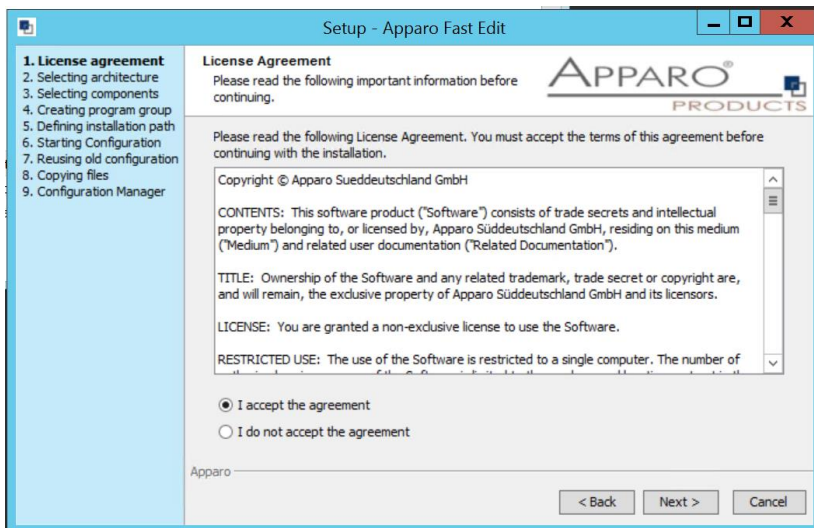 Setup - Apparo Fast Edit
1. License agreement
2. Selecting architecture
3. Selecting components
4. Creating program group
5. Defining installation path
6. Starting Configuration
7. Reusing old configuration
8. Copying files
9. Configuration Manager
License Agreement
Please read the following important information before
continuing.
APPARO®
PRODUCTS
Please read the following License Agreement. You must accept the terms of this agreement before
continuing with the installation.
Copyright © Apparo Sueddeutschland GmbH
CONTENTS: This software product ("Software") consists of trade secrets and intellectual
property belonging to, or licensed by, Apparo Süddeutschland GmbH, residing on this medium
("Medium") and related user documentation ("Related Documentation").
TITLE: Ownership of the Software and any related trademark, trade secret or copyright are,
and will remain, the exclusive property of Apparo Süddeutschland GmbH and its licensors.
LICENSE: You are granted a non-exclusive license to use the Software.
RESTRICTED USE: The use of the Software is restricted to a single computer. The number of
I accept the agreement
I do not accept the agreement
Apparo
< Back
Next >
Cancel